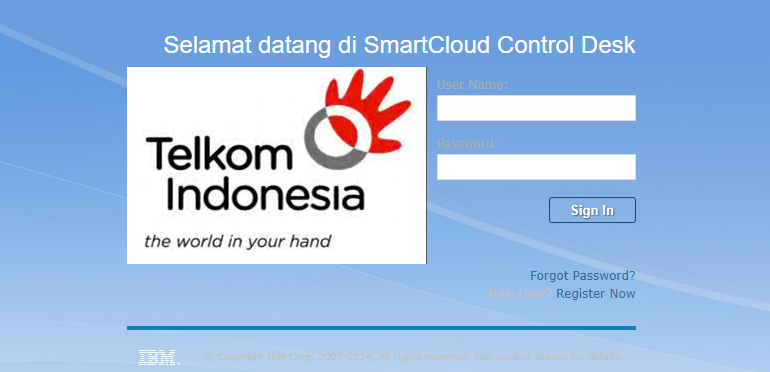 Selamat datang di SmartCloud Control Desk
Telkom
Indonesia
the world in your hand
User Name:
Password:
Sign In
Forgot Password?
New User? Register Now
IBM.
© Copyright IBM Corp. 2007-2014. All rights reserved. See product license for details.